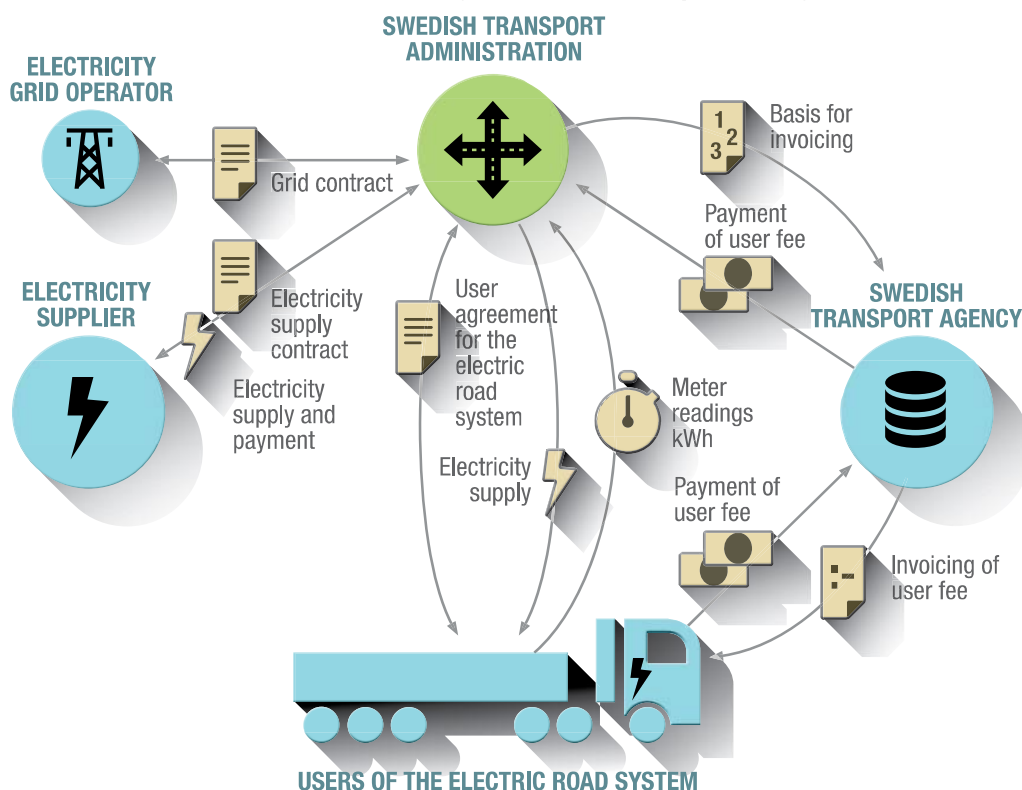 SWEDISH TRANSPORT
ADMINISTRATION
ELECTRICITY
GRID OPERATOR
1
2
3
Basis for
invoicing
Grid contract
Payment
of user fee
ELECTRICITY
SUPPLIER
Electricity
supply
contract
User
agreement
for the
electric
road
system
SWEDISH
TRANSPORT AGENCY
Electricity
supply and
payment
Meter
readings
kWh
Electricity
supply
Payment of
user fee
Invoicing of
user fee
USERS OF THE ELECTRIC ROAD SYSTEM